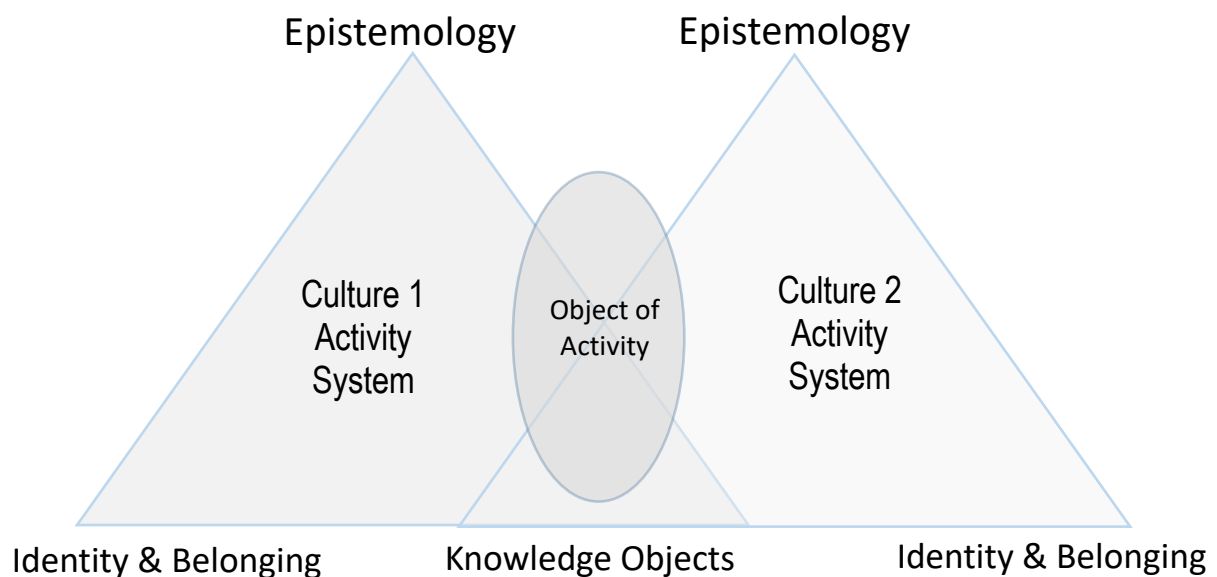 Epistemology
Epistemology
Culture 1
Activity
System
Object of
Activity
Culture 2
Activity
System
Identity & Belonging
Knowledge Objects
Identity & Belonging